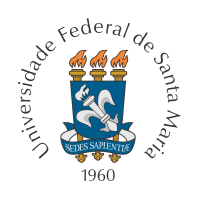 Universidade Federal de Santa Maria
SEDES SAPIENTIÆ
1960